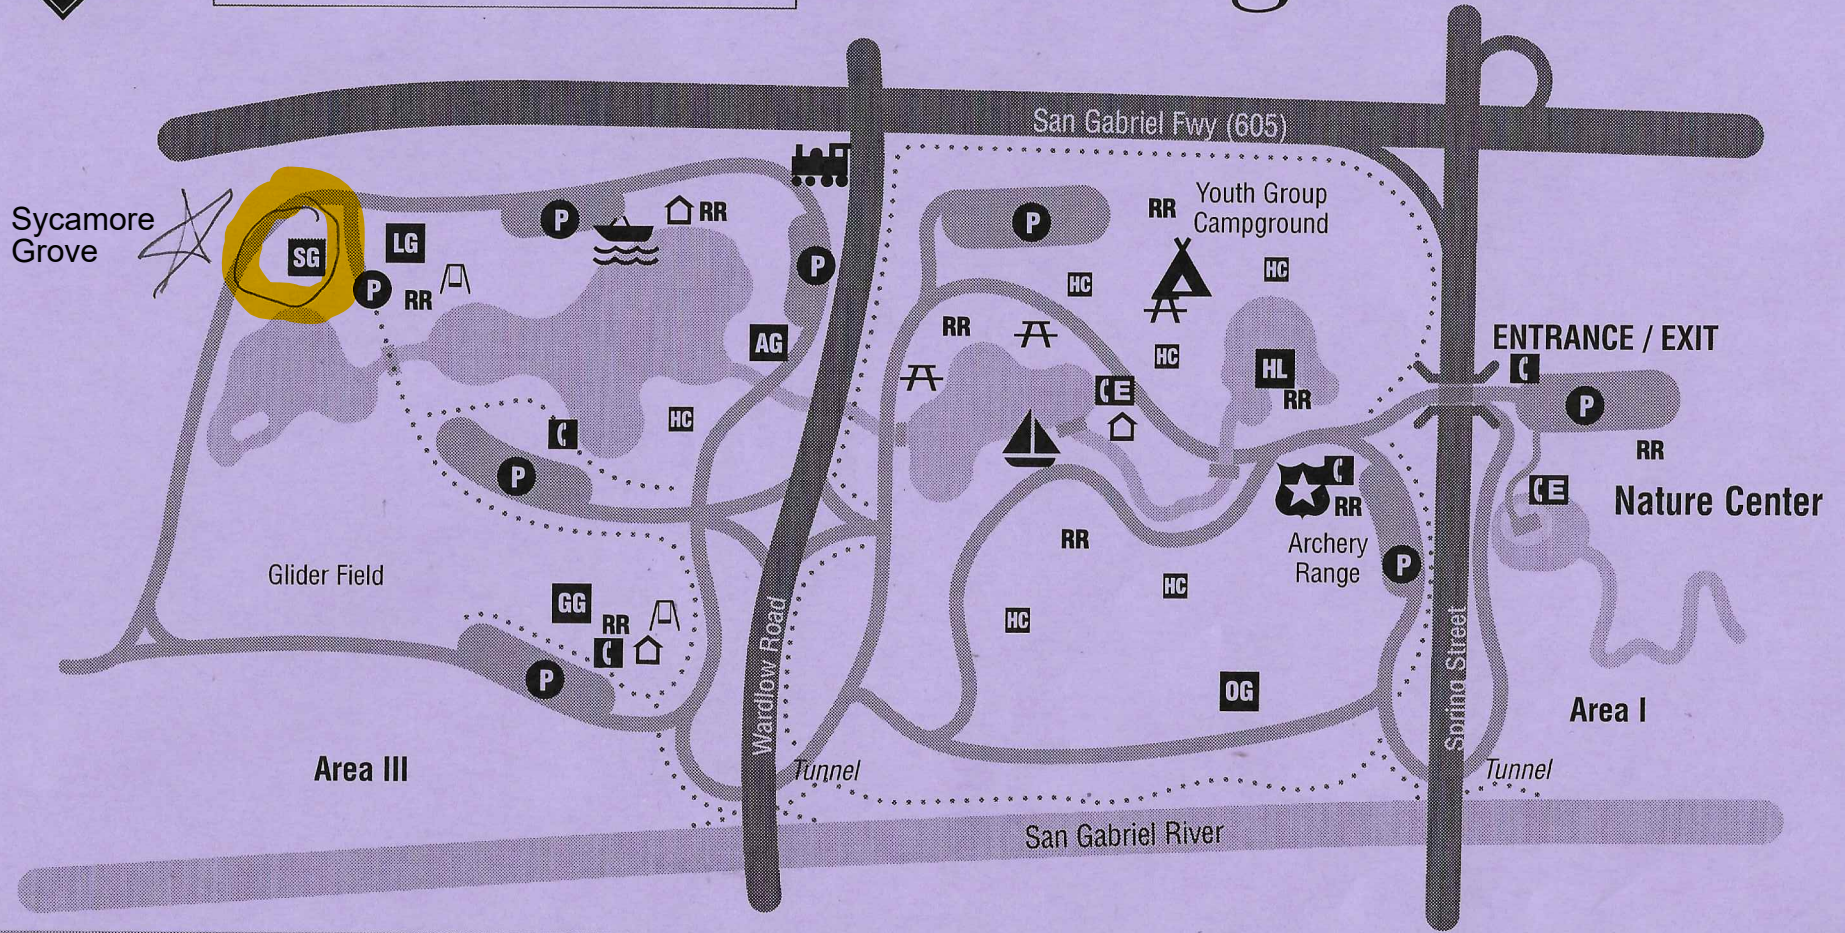 g
San Gabriel Fwy (605)
Youth Group
Campground
RR
P
Sycamore
Grove
SG
LG
P
RR
P
RR
P
HC
HC
P
RR
AG
RR
HC
ENTRANCE / EXIT
HL
RR
E
P
HC
RR
P
E
Nature Center
RR
RR
Archery
Range
P
Glider Field
GG
RR
HC
HC
P
Wardlow Road
OG
Spring Street
Area I
Area III
Tunnel
Tunnel
San Gabriel River